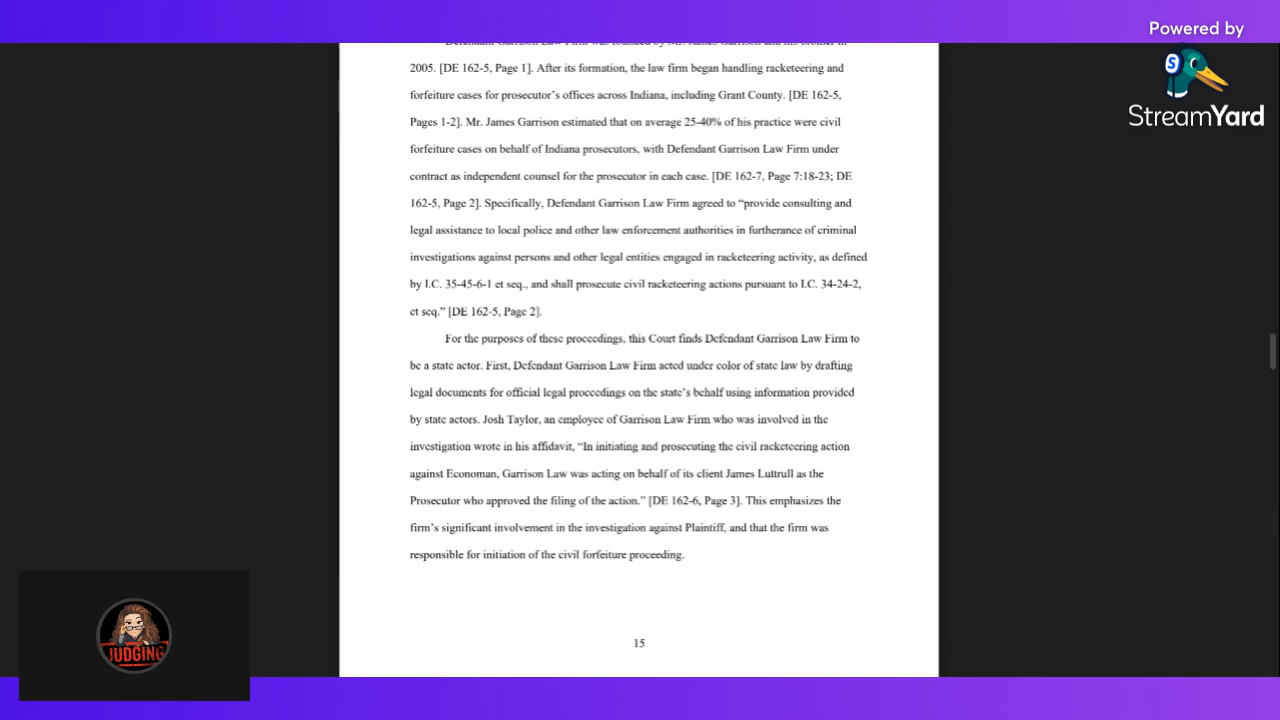 Powered by
StreamYard
Defendant Garrison Law Firm was founded by Mr. James Garrison and his brother in
2005. [DE 162-5, Page 1]. After its formation, the law firm began handling racketeering and
forfeiture cases for prosecutor's offices across Indiana, including Grant County. [DE 162-5,
Pages 1-2]. Mr. James Garrison estimated that on average 25-40% of his practice were civil
forfeiture cases on behalf of Indiana prosecutors, with Defendant Garrison Law Firm under
contract as independent counsel for the prosecutor in each case. [DE 162-7, Page 7:18-23; DE
162-5, Page 2]. Specifically, Defendant Garrison Law Firm agreed to “provide consulting and
legal assistance to local police and other law enforcement authorities in furtherance of criminal
investigations against persons and other legal entities engaged in racketeering activity, as defined
by I.C. 35-45-6-1 et seq., and shall prosecute civil racketeering actions pursuant to I.C. 34-24-2,
et seq.” [DE 162-5, Page 2].
For the purposes of these proceedings, this Court finds Defendant Garrison Law Firm to
be a state actor. First, Defendant Garrison Law Firm acted under color of state law by drafting
legal documents for official legal proceedings on the state's behalf using information provided
by state actors. Josh Taylor, an employee of Garrison Law Firm who was involved in the
investigation wrote in his affidavit, “In initiating and prosecuting the civil racketeering action
against Economan, Garrison Law was acting on behalf of its client James Luttrull as the
Prosecutor who approved the filing of the action.” [DE 162-6, Page 3]. This emphasizes the
firm's significant involvement in the investigation against Plaintiff, and that the firm was
responsible for initiation of the civil forfeiture proceeding.
15
JUDGING